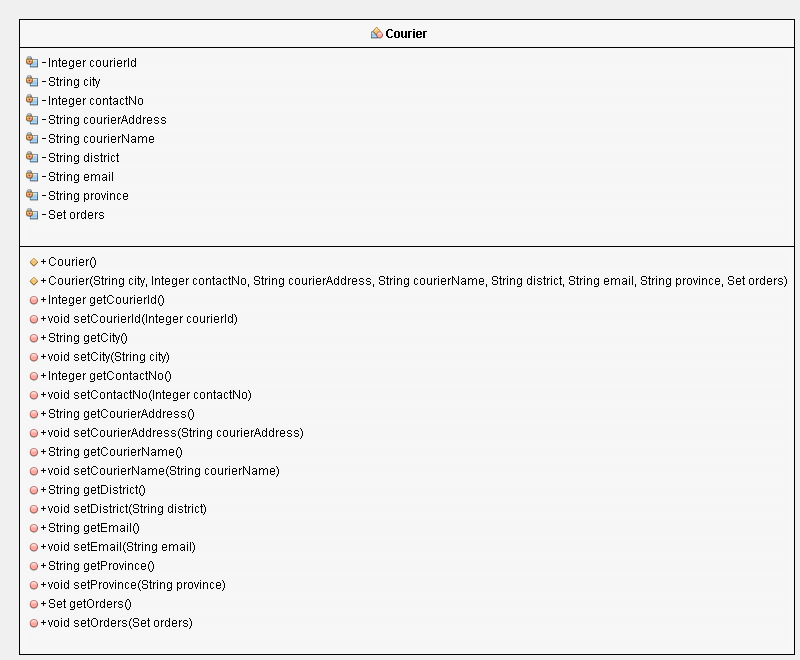 Courier
-Integer courierId
-String city
-Integer contactNo
-String courierAddress
-String courierName
-String district
-String email
-String province
-Set orders
+Courier()
+Courier(String city, Integer contactNo, String courierAddress, String courierName, String district, String email, String province, Set orders)
+Integer getCourierId()
+void setCourierId(Integer courierId)
+String getCity()
+void setCity(String city)
+Integer getContactNo()
+void setContactNo(Integer contactNo)
+String getCourierAddress()
+void setCourierAddress(String courierAddress)
+String getCourierName()
+void setCourierName(String courierName)
+String getDistrict()
+void setDistrict(String district)
+String getEmail()
+void setEmail(String email)
+String getProvince()
+void setProvince(String province)
+Set getOrders()
+void setOrders(Set orders)